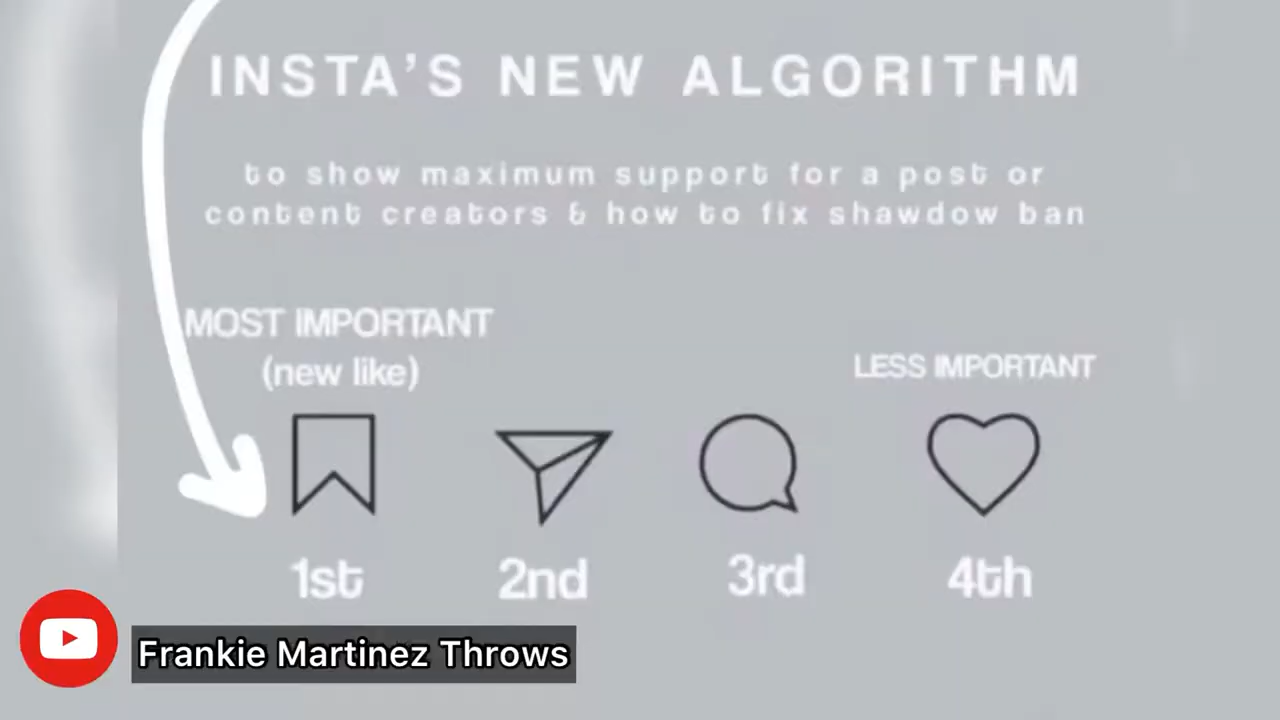 INSTA'S NEW ALGORITHM
to show maximum support for a post or
content creators & how to fix shawdow ban
MOST IMPORTANT
(new like)
LESS IMPORTANT
1st 2nd 3rd 4th
Frankie Martinez Throws